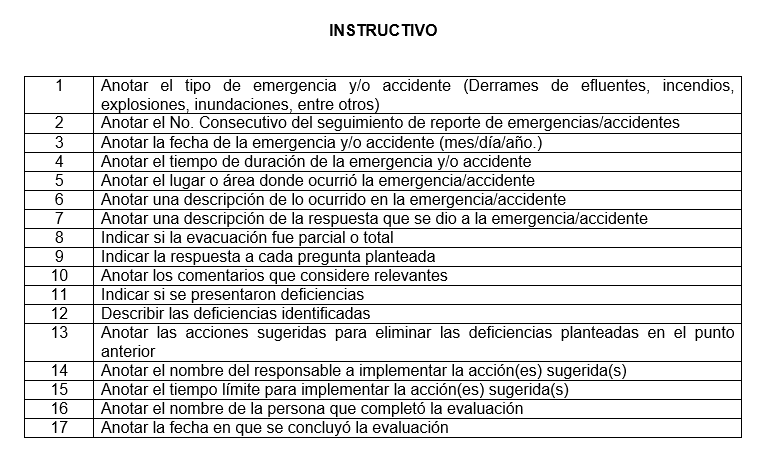 INSTRUCTIVO
1 Anotar el tipo de emergencia y/o accidente (Derrames de efluentes, incendios,
explosiones, inundaciones, entre otros)
2 Anotar el No. Consecutivo del seguimiento de reporte de emergencias/accidentes
3 Anotar la fecha de la emergencia y/o accidente (mes/día/año.)
4 Anotar el tiempo de duración de la emergencia y/o accidente
5 Anotar el lugar o área donde ocurrió la emergencia/accidente
6 Anotar una descripción de lo ocurrido en la emergencia/accidente
7 Anotar una descripción de la respuesta que se dio a la emergencia/accidente
8 Indicar si la evacuación fue parcial o total
9 Indicar la respuesta a cada pregunta planteada
10 Anotar los comentarios que considere relevantes
11 Indicar si se presentaron deficiencias
12 Describir las deficiencias identificadas
13 Anotar las acciones sugeridas para eliminar las deficiencias planteadas en el punto
anterior
14 Anotar el nombre del responsable a implementar la acción(es) sugerida(s)
15 Anotar el tiempo límite para implementar la acción(es) sugerida(s)
16 Anotar el nombre de la persona que completó la evaluación
17 Anotar la fecha en que se concluyó la evaluación